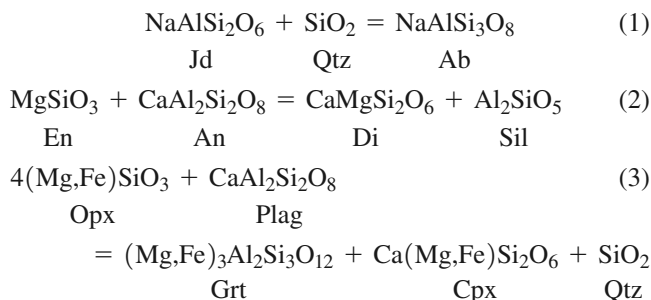 NaAlSi₂O₆ + SiO₂ = NaAlSi₃O₈ (1)
Jd Qtz Ab
MgSiO₃ + CaAl₂Si₂O₈ = CaMgSi₂O₆ + Al₂SiO₅ (2)
En An Di Sil
4(Mg,Fe)SiO₃ + CaAl₂Si₂O₈ (3)
Opx Plag
= (Mg,Fe)₃Al₂Si₃O₁₂ + Ca(Mg,Fe)Si₂O₆ + SiO₂
Grt Cpx Qtz